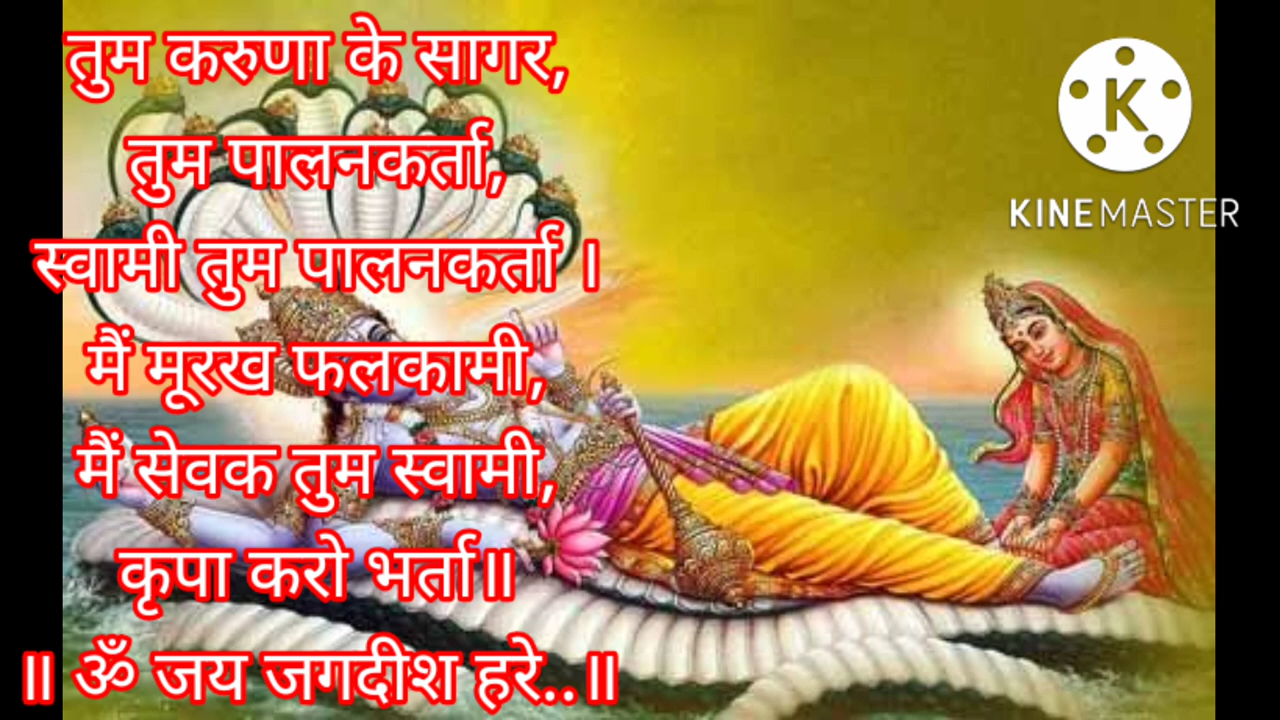 तुम करुणा के सागर,
तुम पालनकर्ता,
स्वामी तुम पालनकर्ता ।
मैं मूरख फलकामी,
मैं सेवक तुम स्वामी,
कृपा करो भर्ता॥
॥ ॐ जय जगदीश हरे..॥
K
KINEMASTER